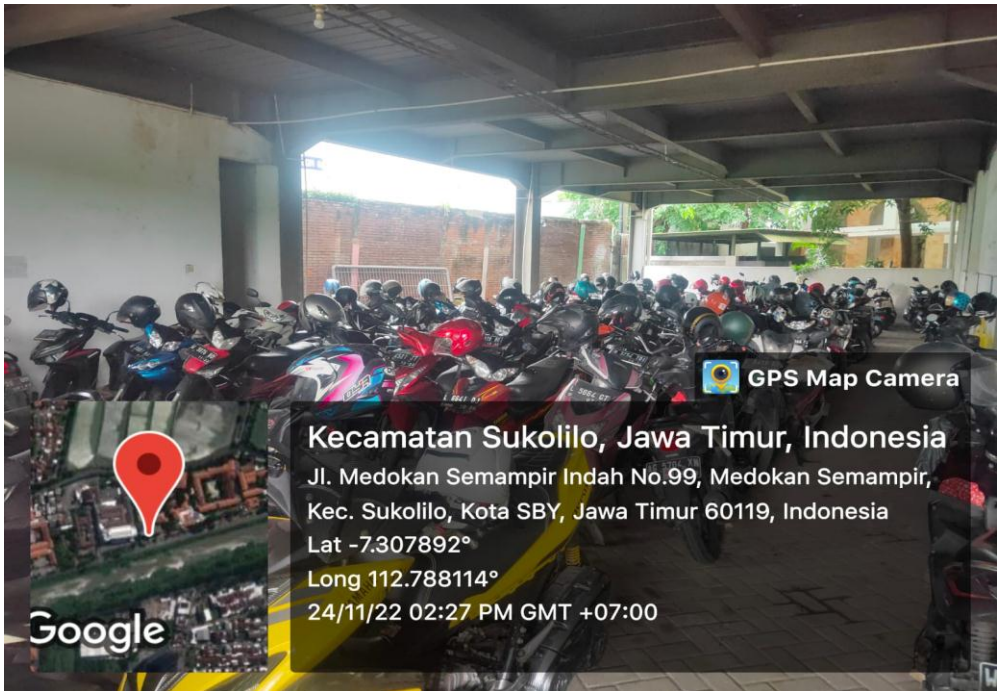 GPS Map Camera
Kecamatan Sukolilo, Jawa Timur, Indonesia
Jl. Medokan Semampir Indah No.99, Medokan Semampir,
Kec. Sukolilo, Kota SBY, Jawa Timur 60119, Indonesia
Lat -7.307892°
Long 112.788114°
24/11/22 02:27 PM GMT +07:00
Google